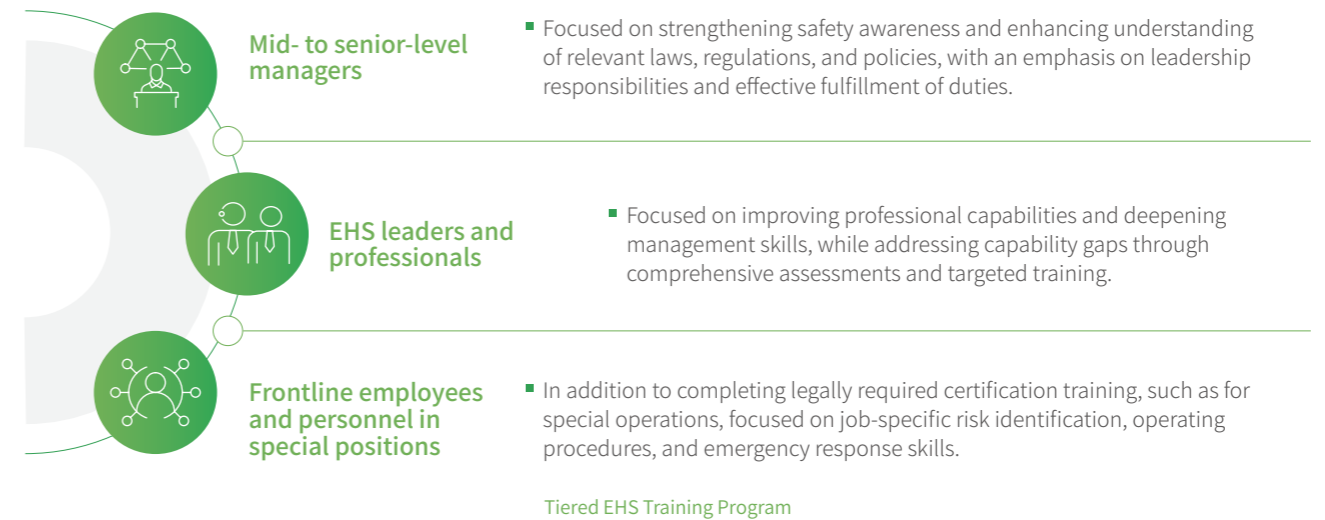 Mid- to senior-level
managers
▪ Focused on strengthening safety awareness and enhancing understanding
of relevant laws, regulations, and policies, with an emphasis on leadership
responsibilities and effective fulfillment of duties.
EHS leaders and
professionals
▪ Focused on improving professional capabilities and deepening
management skills, while addressing capability gaps through
comprehensive assessments and targeted training.
Frontline employees
and personnel in
special positions
▪ In addition to completing legally required certification training, such as for
special operations, focused on job-specific risk identification, operating
procedures, and emergency response skills.
Tiered EHS Training Program